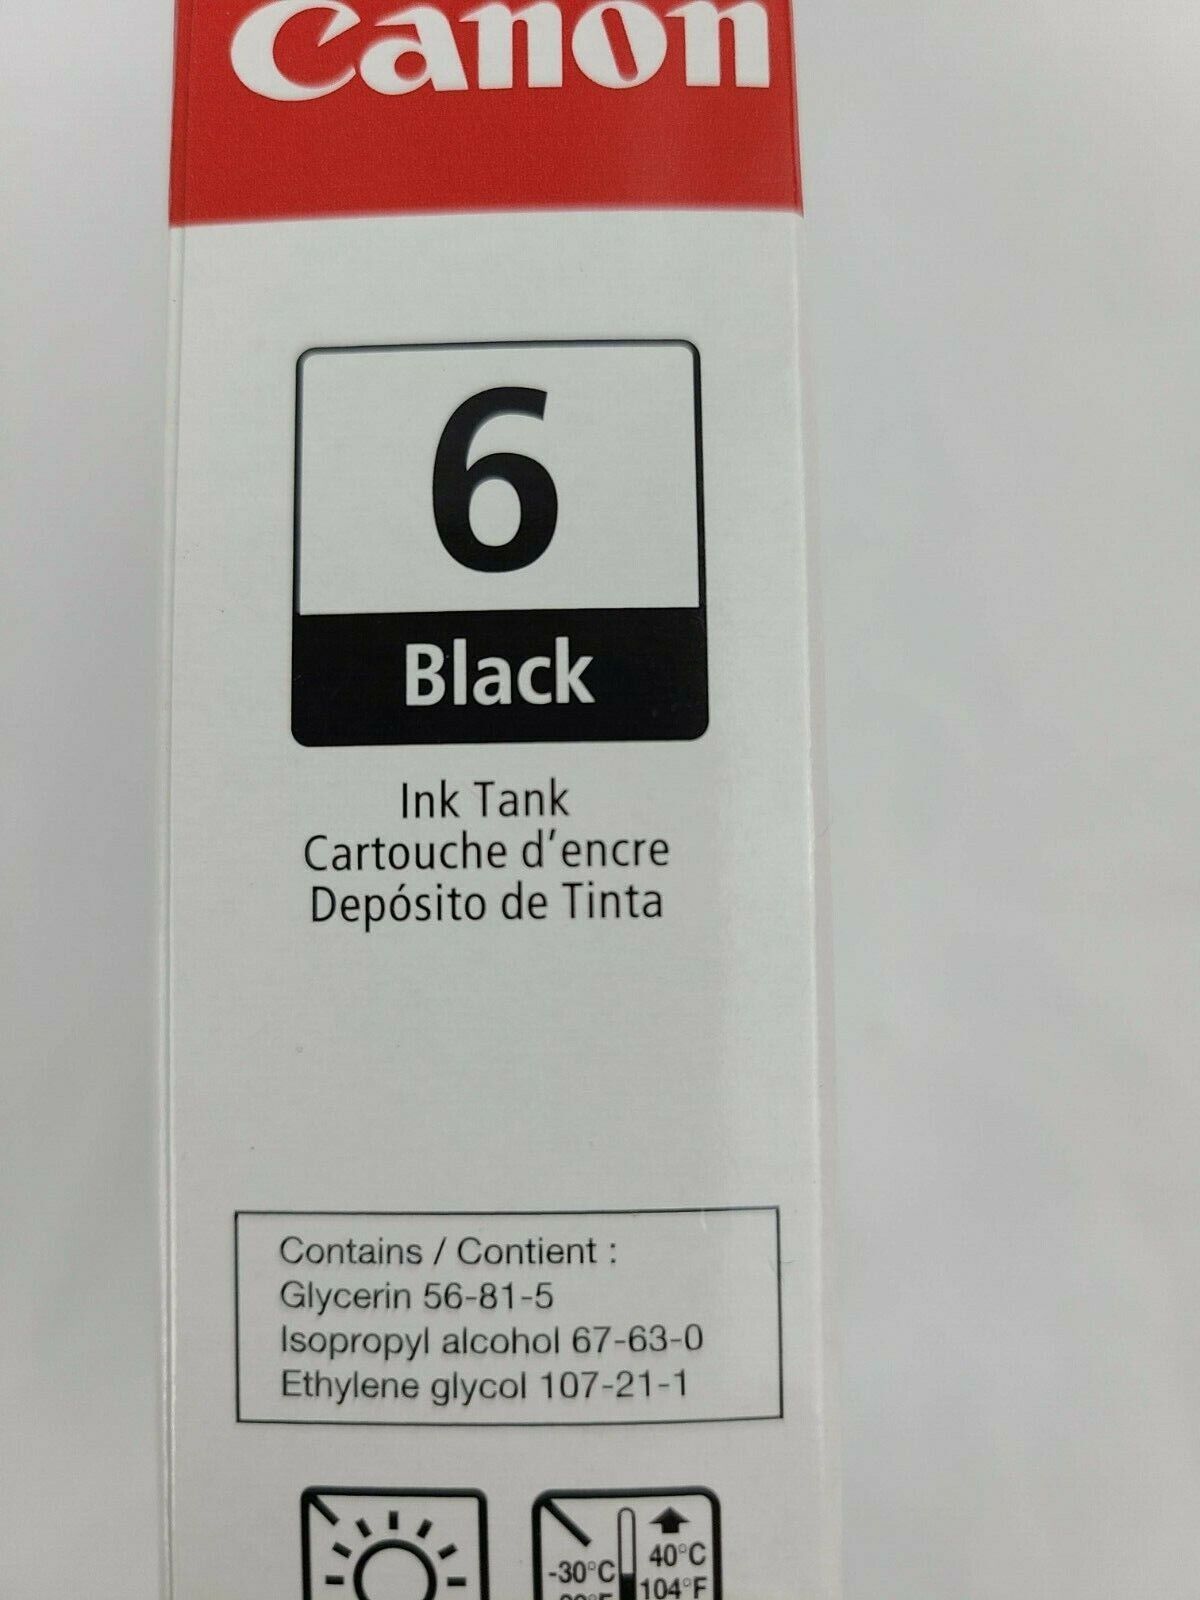 Canon
6
Black
Ink Tank
Cartouche d'encre
Depósito de Tinta
Contains / Contient :
Glycerin 56-81-5
Isopropyl alcohol 67-63-0
Ethylene glycol 107-21-1
-30°C 40°C
104°F